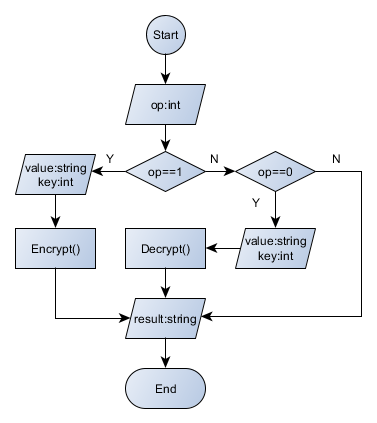 Start
op:int
Y
N
N
value:string
key:int
op==1
op==0
Y
Encrypt()
Decrypt()
value:string
key:int
result:string
End